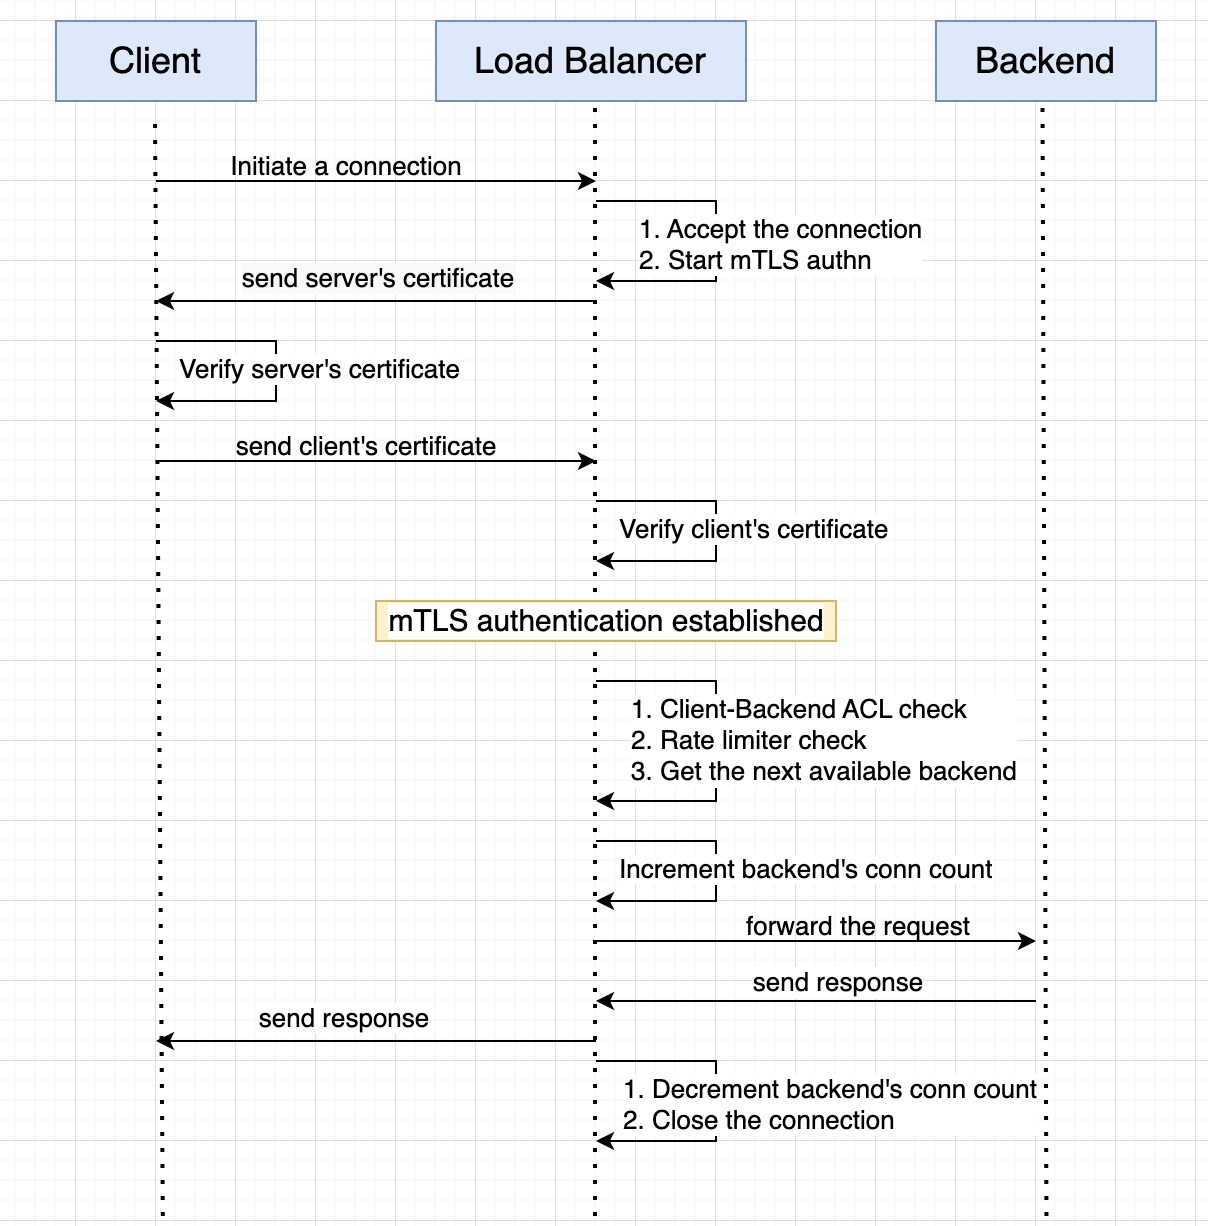 Client
Load Balancer
Backend
Initiate a connection
1. Accept the connection
2. Start mTLS authn
send server's certificate
Verify server's certificate
send client's certificate
Verify client's certificate
mTLS authentication established
1. Client-Backend ACL check
2. Rate limiter check
3. Get the next available backend
Increment backend's conn count
forward the request
send response
send response
1. Decrement backend's conn count
2. Close the connection